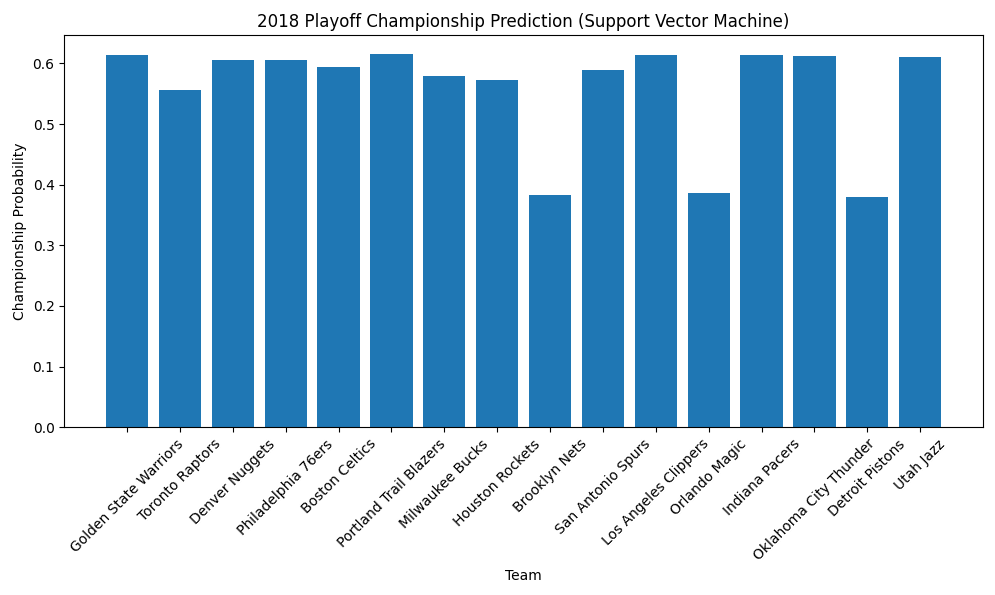 2018 Playoff Championship Prediction (Support Vector Machine)
Championship Probability
0.6
0.5
0.4
0.3
0.2
0.1
0.0
Golden State Warriors
Toronto Raptors
Denver Nuggets
Philadelphia 76ers
Boston Celtics
Portland Trail Blazers
Milwaukee Bucks
Houston Rockets
Brooklyn Nets
San Antonio Spurs
Los Angeles Clippers
Orlando Magic
Indiana Pacers
Oklahoma City Thunder
Detroit Pistons
Utah Jazz
Team